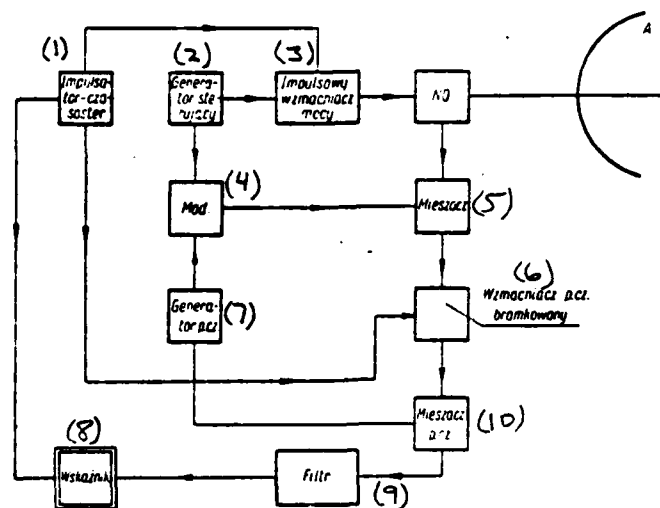 (1)
(2)
(3)
A
Impulsa-
tor-cza-
soster
Genera-
tor ste-
rujący
Impulsowy
wzmacniacz
mocy
NO
(4)
Mod.
Mieszacz
(5)
(6)
Wzmacniacz p.cz.
bramkowany
Genera-
tor p.cz
(7)
Mieszacz
p.cz
(10)
(8)
Wskaźnik
Filtr
(9)